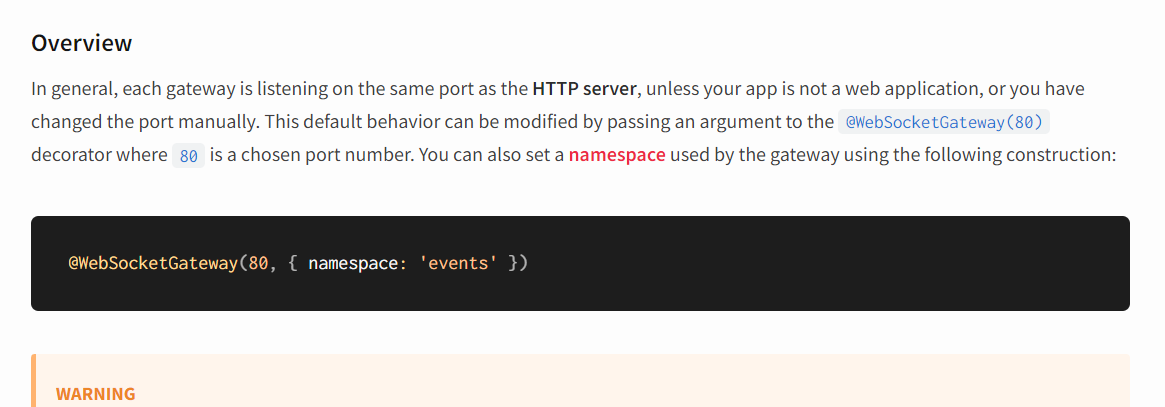 Overview
In general, each gateway is listening on the same port as the HTTP server, unless your app is not a web application, or you have
changed the port manually. This default behavior can be modified by passing an argument to the @WebSocketGateway(80)
decorator where 80 is a chosen port number. You can also set a namespace used by the gateway using the following construction:
@WebSocketGateway(80, { namespace: 'events' })
WARNING